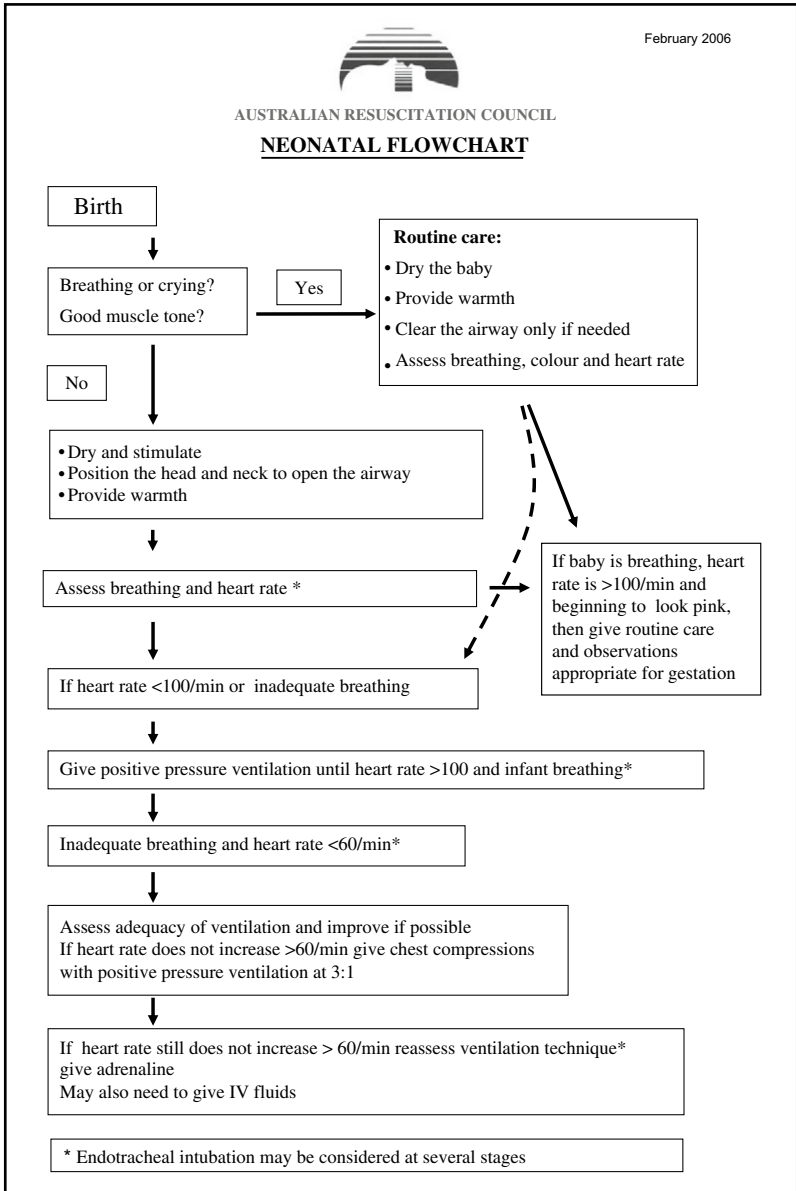 February 2006
AUSTRALIAN RESUSCITATION COUNCIL
NEONATAL FLOWCHART
Birth
Breathing or crying?
Good muscle tone?
Yes
Routine care:
• Dry the baby
• Provide warmth
• Clear the airway only if needed
• Assess breathing, colour and heart rate
No
• Dry and stimulate
• Position the head and neck to open the airway
• Provide warmth
Assess breathing and heart rate *
If baby is breathing, heart
rate is >100/min and
beginning to look pink,
then give routine care
and observations
appropriate for gestation
If heart rate <100/min or inadequate breathing
Give positive pressure ventilation until heart rate >100 and infant breathing*
Inadequate breathing and heart rate <60/min*
Assess adequacy of ventilation and improve if possible
If heart rate does not increase >60/min give chest compressions
with positive pressure ventilation at 3:1
If heart rate still does not increase > 60/min reassess ventilation technique*
give adrenaline
May also need to give IV fluids
* Endotracheal intubation may be considered at several stages